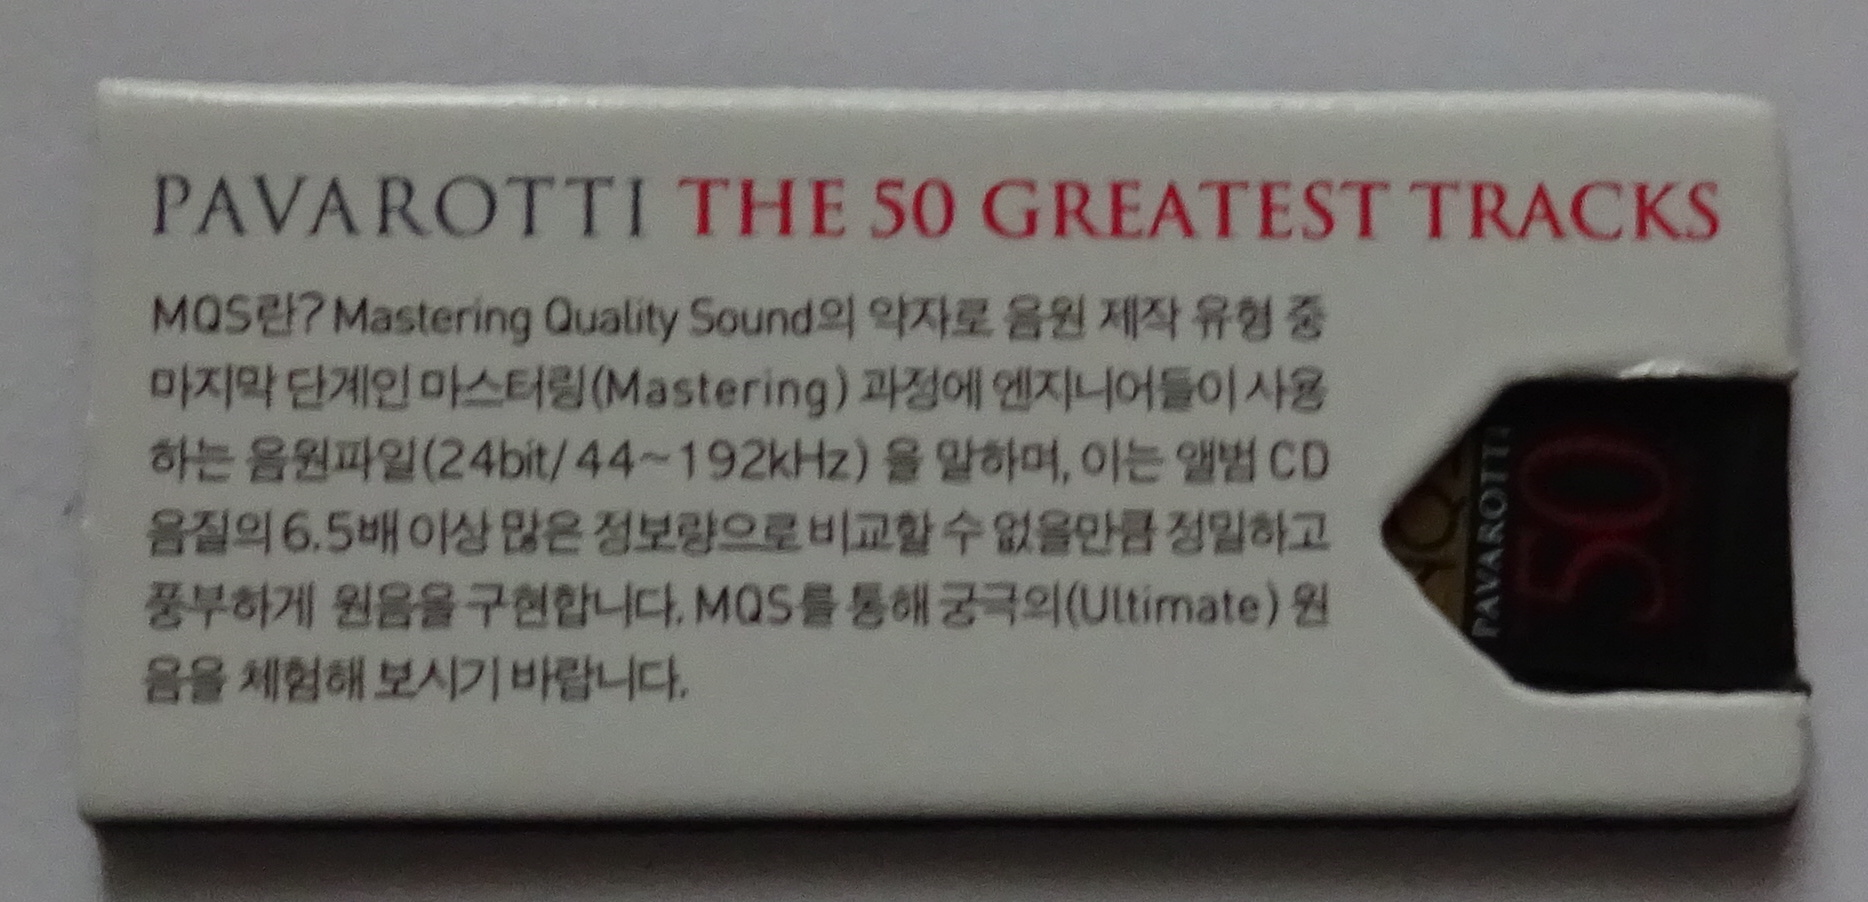 PAVAROTTI THE 50 GREATEST TRACKS
MQS란? Mastering Quality Sound의 약자로 음원 제작 유형 중
마지막 단계인 마스터링(Mastering) 과정에 엔지니어들이 사용
하는 음원파일(24bit/ 44~192kHz) 을 말하며, 이는 앨범 CD
음질의 6.5배 이상 많은 정보량으로 비교할 수 없을만큼 정밀하고
풍부하게 원음을 구현합니다. MQS를 통해 궁극의(Ultimate) 원
음을 체험해 보시기 바랍니다.
PAVAROTTI
50